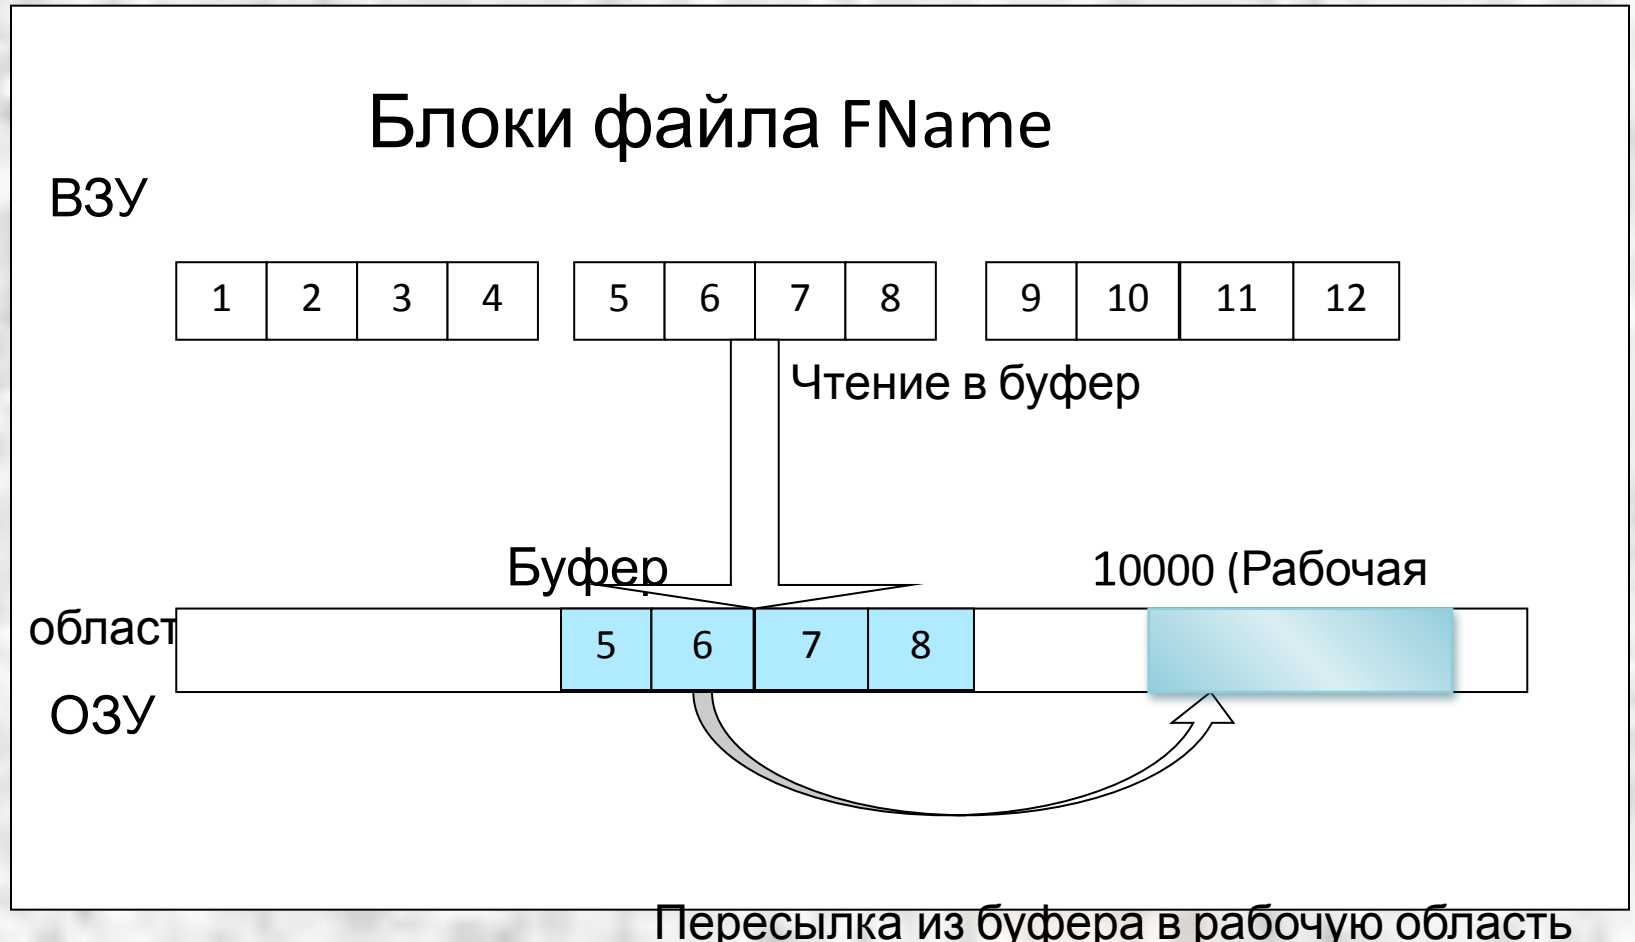 Блоки файла FName
ВЗУ
1 2 3 4 5 6 7 8 9 10 11 12
Чтение в буфер
Буфер 10000 (Рабочая
област
5 6 7 8
ОЗУ
Пересылка из буфера в рабочую область